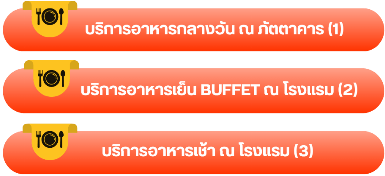 บริการอาหารกลางวัน ณ ภัตตาคาร (1)
บริการอาหารเย็น BUFFET ณ โรงแรม (2)
บริการอาหารเช้า ณ โรงแรม (3)